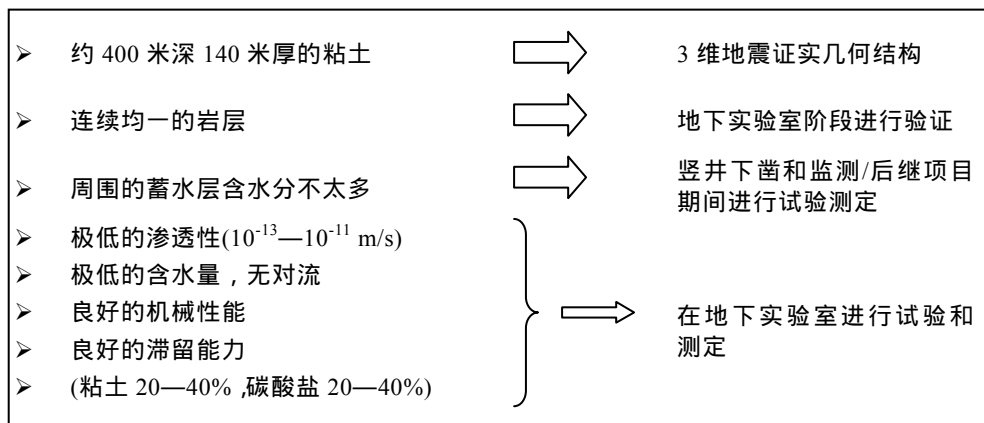 ➢ 约 400 米深 140 米厚的粘土
3 维地震证实几何结构
➢ 连续均一的岩层
地下实验室阶段进行验证
➢ 周围的蓄水层含水分不太多
竖井下凿和监测/后继项目
期间进行试验测定
➢ 极低的渗透性(10⁻¹³—10⁻¹¹ m/s)
➢ 极低的含水量，无对流
➢ 良好的机械性能
➢ 良好的滞留能力
➢ (粘土 20—40% ,碳酸盐 20—40%)
在地下实验室进行试验和
测定